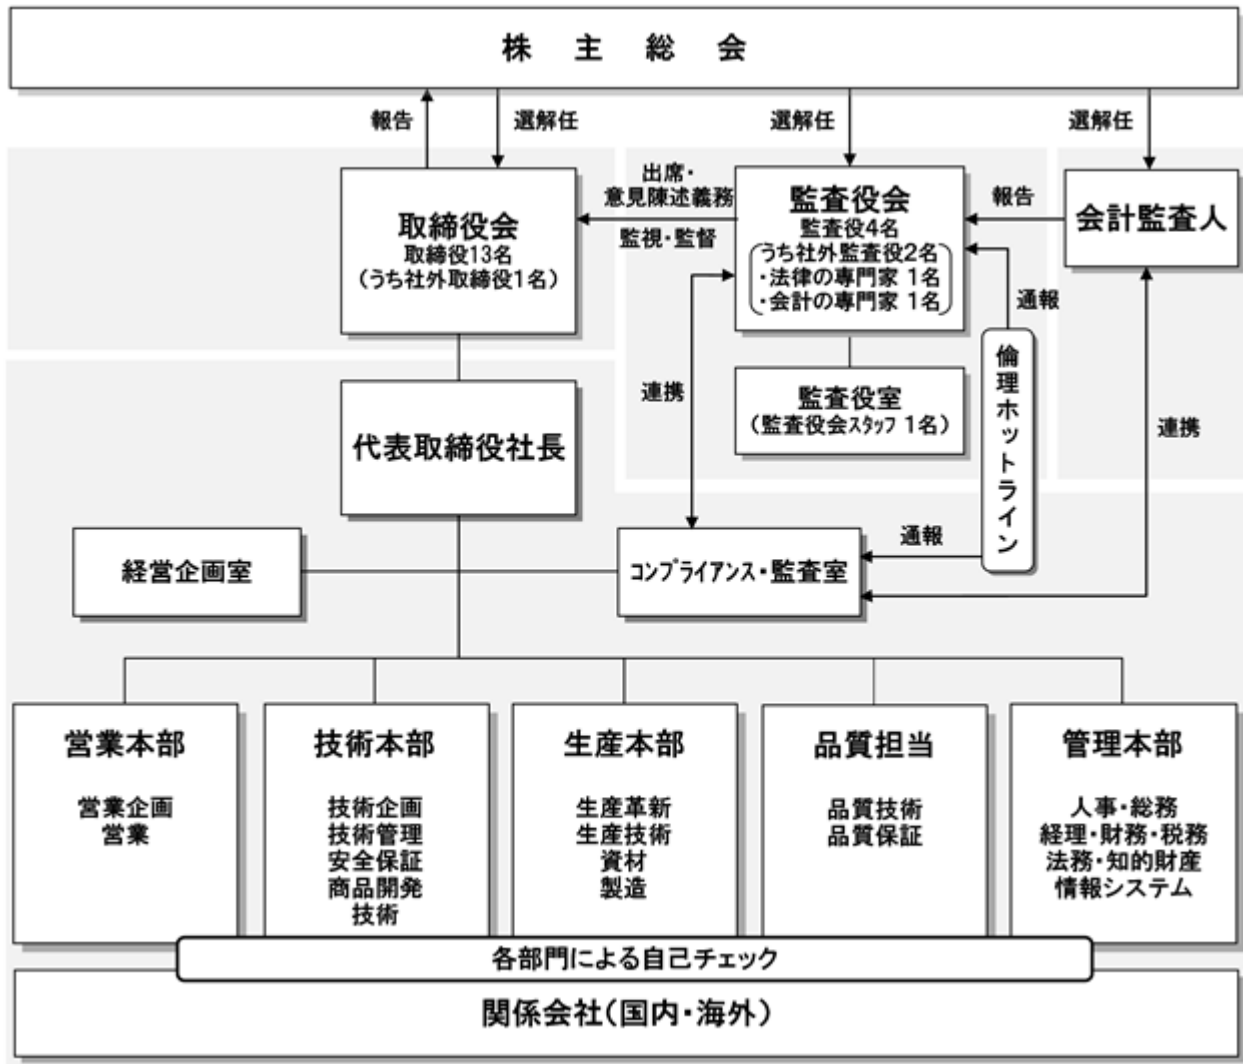 株主総会
報告
選解任
選解任
選解任
取締役会
取締役13名
(うち社外取締役1名)
出席・
意見陳述義務
監視・監督
監査役会
監査役4名
うち社外監査役2名
・法律の専門家 1名
・会計の専門家 1名
報告
会計監査人
通報
連携
監査役室
(監査役会スタッフ 1名)
倫理ホットライン
連携
代表取締役社長
経営企画室
コンプライアンス・監査室
通報
営業本部
営業企画
営業
技術本部
技術企画
技術管理
安全保証
商品開発
技術
生産本部
生産革新
生産技術
資材
製造
品質担当
品質技術
品質保証
管理本部
人事・総務
経理・財務・税務
法務・知的財産
情報システム
各部門による自己チェック
関係会社(国内・海外)